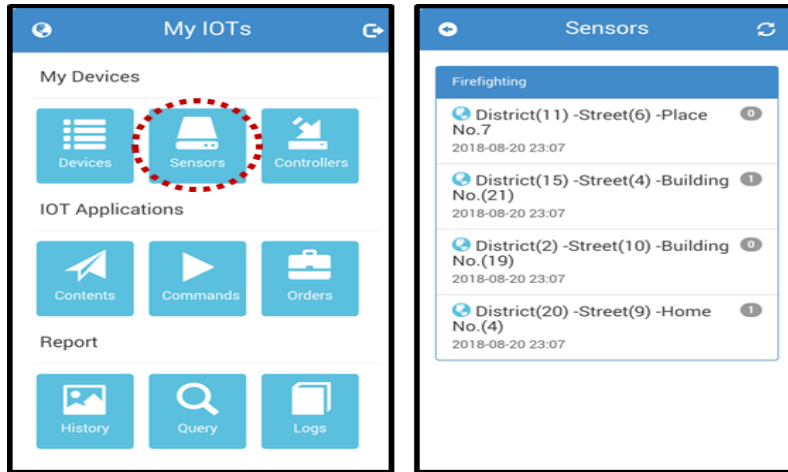 My IOTs
My Devices
Devices Sensors Controllers
IOT Applications
Contents Commands Orders
Report
History Query Logs
Sensors
Firefighting
District(11) -Street(6) -Place 0
No.7
2018-08-20 23:07
District(15) -Street(4) -Building 1
No.(21)
2018-08-20 23:07
District(2) -Street(10) -Building 0
No.(19)
2018-08-20 23:07
District(20) -Street(9) -Home 1
No.(4)
2018-08-20 23:07